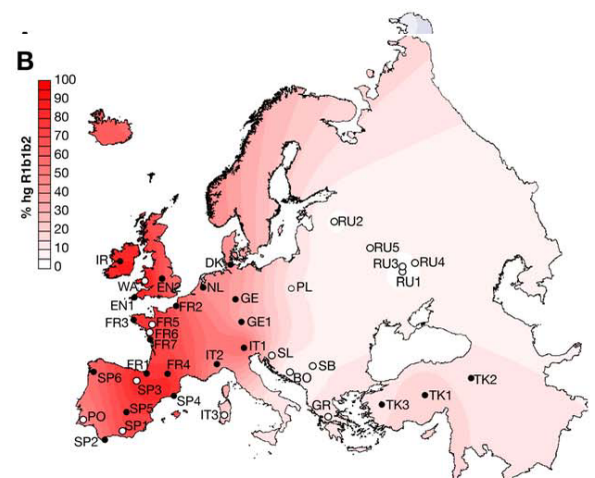 B
% hg R1b1b2
100
90
80
70
60
50
40
30
20
10
0
RU2
RU5
RU3
RU4
RU1
IR
WA
EN2
EN1
DK
NL
PL
GE
GE1
FR2
FR3
FR5
FR6
FR7
IT1
IT2
SL
SB
BO
FR1
FR4
SP6
SP3
SP4
SP5
PO
SP1
SP2
IT3
GR
TK3
TK1
TK2